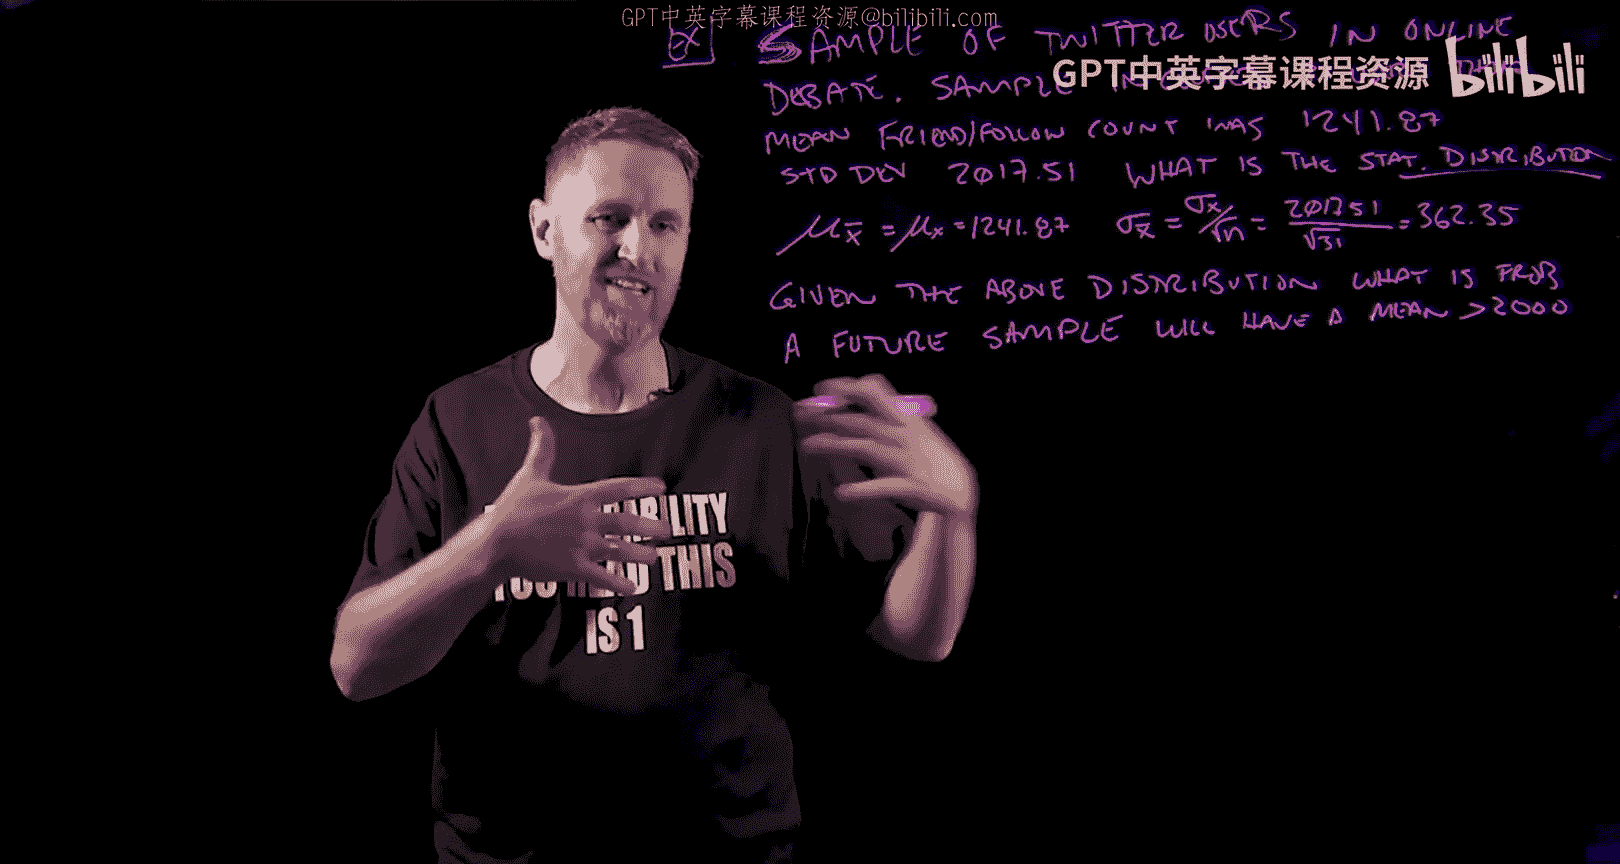 GPT中英字幕课程资源@bilibili.com
EX SAMPLE OF TWITTER USERS IN ONLINE
GPT中英字幕课程资源 bilibili
DEBATE. SAMPLE
MEAN FRIEND/FOLLOW COUNT WAS 1241.87
STD DEV 2017.51 WHAT IS THE STAT. DISTRIBUTION
μx̄ = μx = 1241.87 σx̄ = σx/√n = 2017.51/√31 = 362.35
GIVEN THE ABOVE DISTRIBUTION WHAT IS PROB
A FUTURE SAMPLE WILL HAVE A MEAN >2000
THIS
IS 1